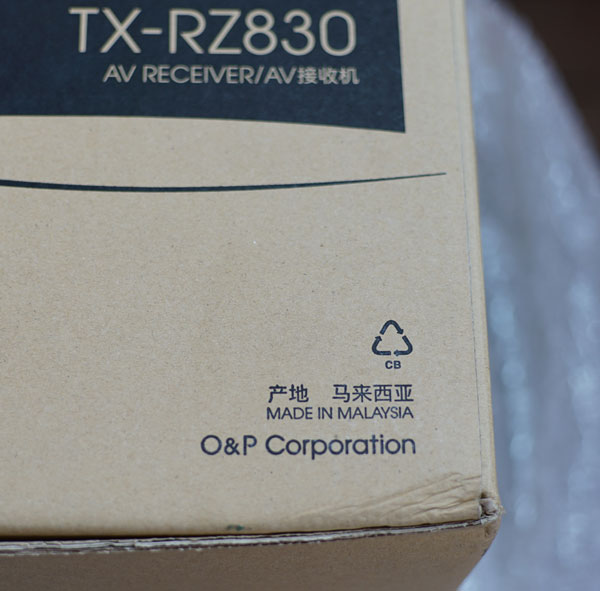 TX-RZ830
AV RECEIVER/AV接收机
CB
产地 马来西亚
MADE IN MALAYSIA
O&P Corporation